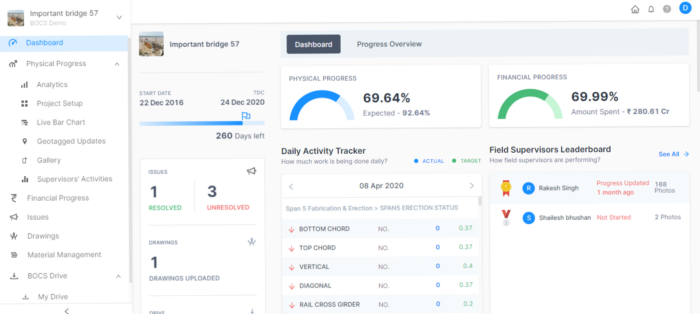 Important bridge 57
BOCS Demo
Dashboard
Physical Progress
Analytics
Project Setup
Live Bar Chart
Geotagged Updates
Gallery
Supervisors' Activities
Financial Progress
Issues
Drawings
Material Management
BOCS Drive
My Drive
D
Important bridge 57
START DATE
TDC
22 Dec 2016
24 Dec 2020
260 Days left
ISSUES
1
3
RESOLVED
UNRESOLVED
DRAWINGS
1
DRAWINGS UPLOADED
DRIVE
Dashboard
Progress Overview
PHYSICAL PROGRESS
69.64%
Expected - 92.64%
FINANCIAL PROGRESS
69.99%
Amount Spent - ₹ 280.61 Cr
Daily Activity Tracker
How much work is being done daily?
ACTUAL
TARGET
08 Apr 2020
Span 5 Fabrication & Erection > SPAN5 ERECTION STATUS
BOTTOM CHORD NO. 0 0.37
TOP CHORD NO. 0 0.37
VERTICAL NO. 0 0.4
DIAGONAL NO. 0 0.37
RAIL CROSS GIRDER NO. 0 0.2
Field Supervisors Leaderboard
How field supervisors are performing?
See All
R Rakesh Singh
Progress Updated
1 month ago
168
Photos
S Shailesh bhushan
Not Started
2 Photos